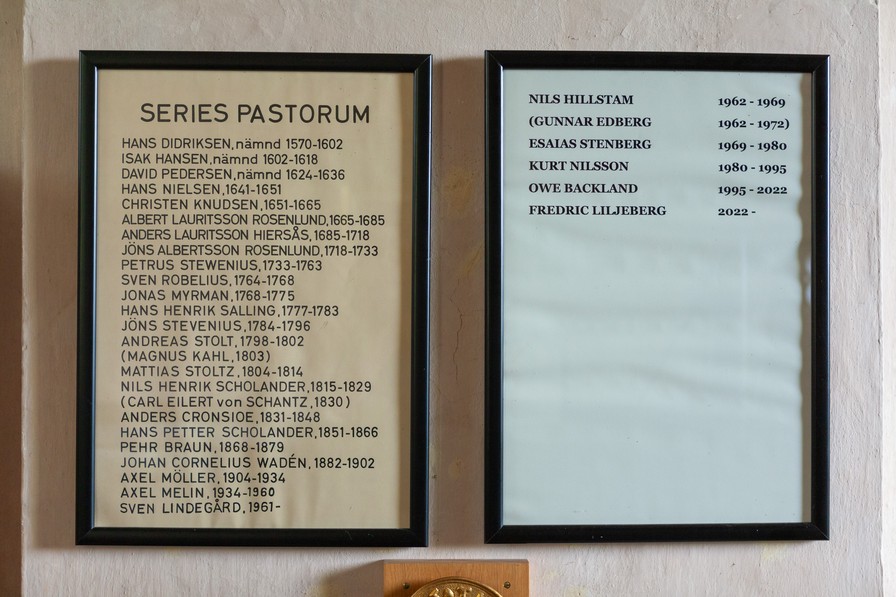 SERIES PASTORUM
HANS DIDRIKSEN, nämnd 1570-1602
ISAK HANSEN, nämnd 1602-1618
DAVID PEDERSEN, nämnd 1624-1636
HANS NIELSEN, 1641-1651
CHRISTEN KNUDSEN, 1651-1665
ALBERT LAURITSSON ROSENLUND, 1665-1685
ANDERS LAURITSSON HIERSÅS, 1685-1718
JÖNS ALBERTSSON ROSENLUND, 1718-1733
PETRUS STEWENIUS, 1733-1763
SVEN ROBELIUS, 1764-1768
JONAS MYRMAN, 1768-1775
HANS HENRIK SALLING, 1777-1783
JÖNS STEVENIUS, 1784-1796
ANDREAS STOLT, 1798-1802
(MAGNUS KAHL, 1803)
MATTIAS STOLTZ, 1804-1814
NILS HENRIK SCHOLANDER, 1815-1829
(CARL EILERT von SCHANTZ, 1830)
ANDERS CRONSIOE, 1831-1848
HANS PETTER SCHOLANDER, 1851-1866
PEHR BRAUN, 1868-1879
JOHAN CORNELIUS WADÉN, 1882-1902
AXEL MÖLLER, 1904-1934
AXEL MELIN, 1934-1960
SVEN LINDEGÅRD, 1961-
NILS HILLSTAM 1962 - 1969
(GUNNAR EDBERG 1962 - 1972)
ESAIAS STENBERG 1969 - 1980
KURT NILSSON 1980 - 1995
OWE BACKLAND 1995 - 2022
FREDRIC LILJEBERG 2022 -